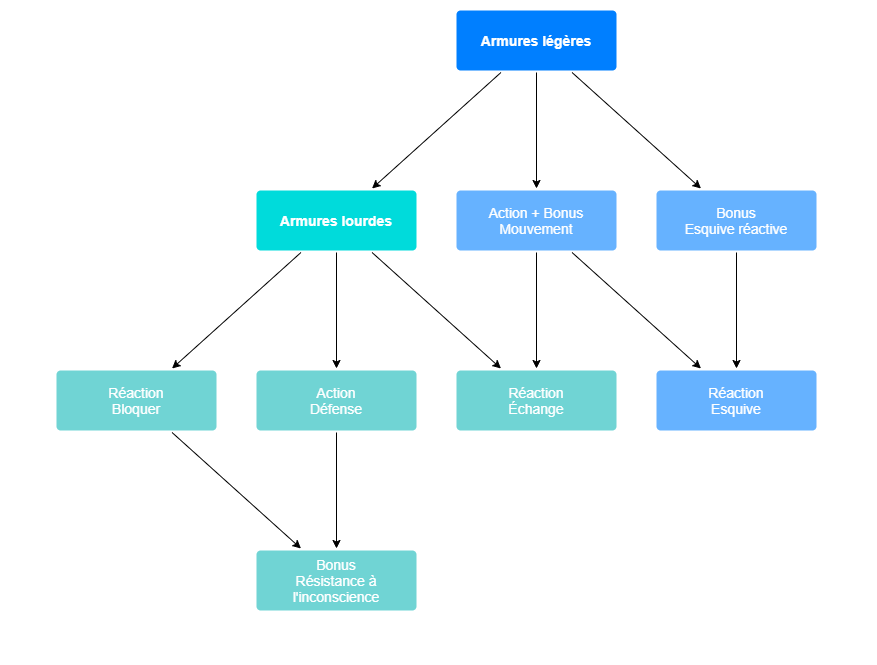 Armures légères
Armures lourdes
Action + Bonus
Mouvement
Bonus
Esquive réactive
Réaction
Bloquer
Action
Défense
Réaction
Échange
Réaction
Esquive
Bonus
Résistance à
l'inconscience